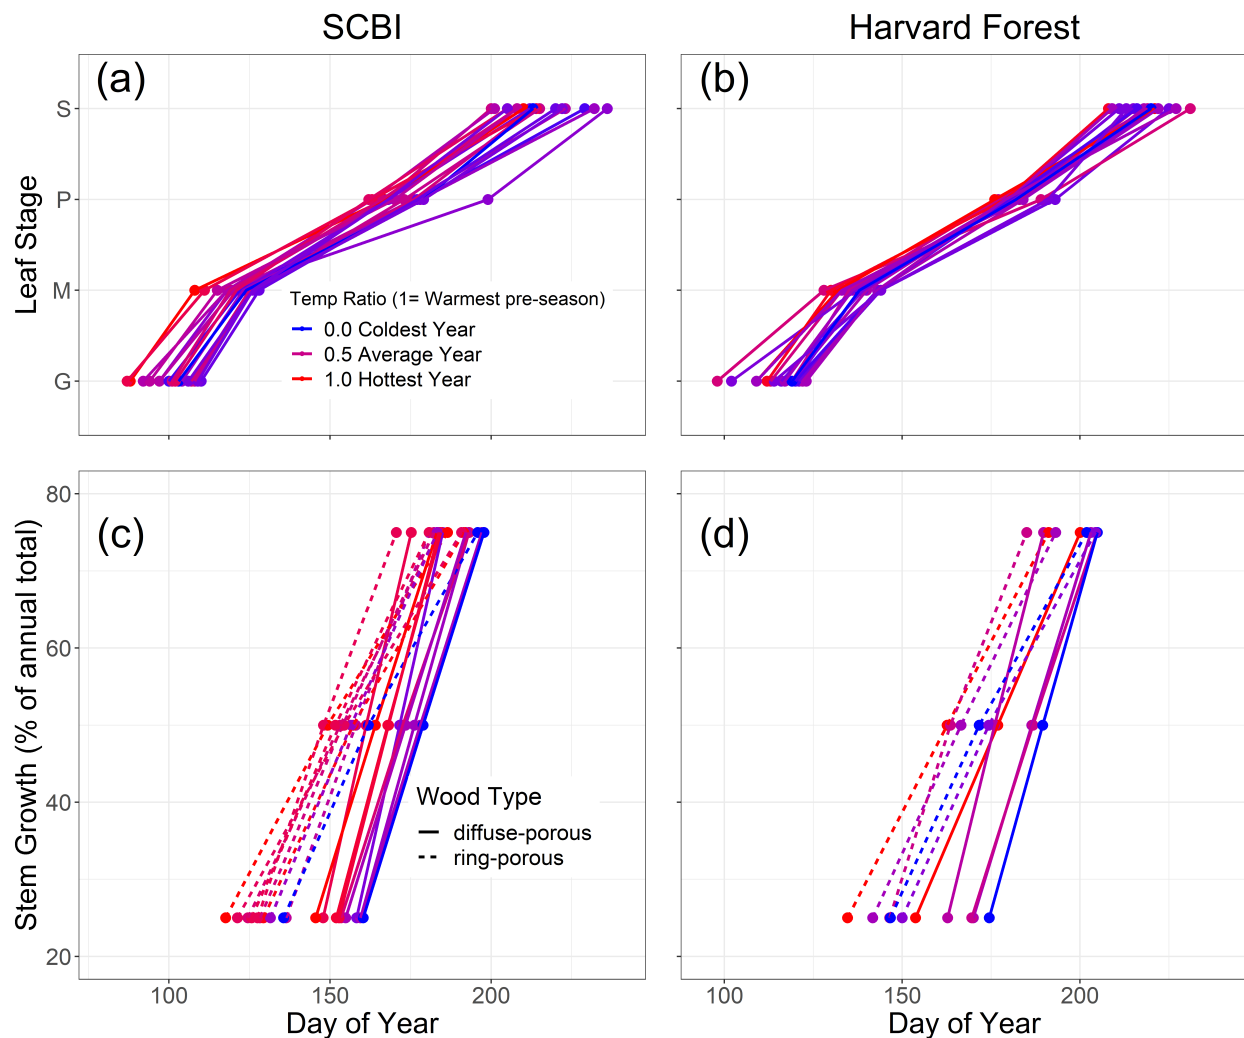 SCBI
Harvard Forest
(a)
(b)
Leaf Stage
S
P
M
G
Temp Ratio (1= Warmest pre-season)
0.0 Coldest Year
0.5 Average Year
1.0 Hottest Year
(c)
(d)
Stem Growth (% of annual total)
80
60
40
20
Wood Type
diffuse-porous
ring-porous
100 150 200
100 150 200
Day of Year
Day of Year